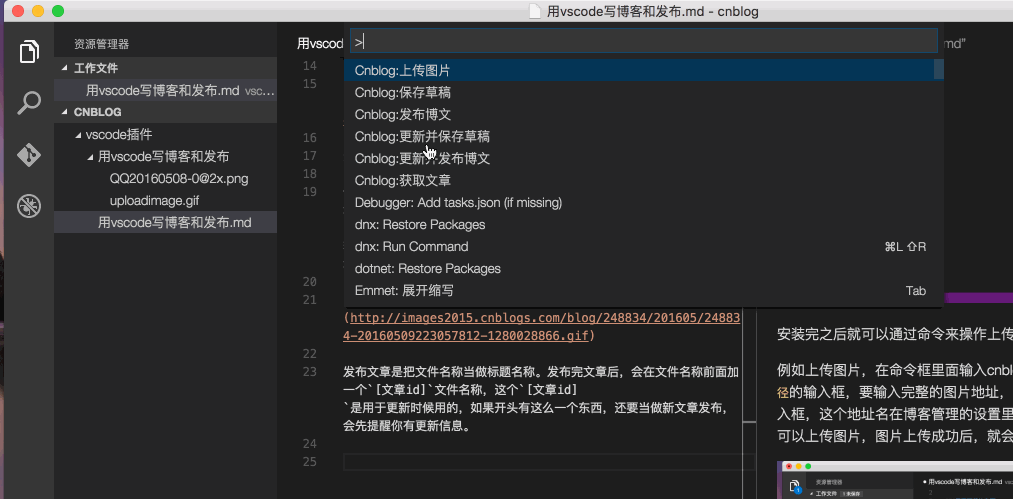 用vscode写博客和发布.md - cnblog
资源管理器
工作文件
用vscode写博客和发布.md vsc...
CNBLOG
vscode插件
用vscode写博客和发布
QQ20160508-0@2x.png
uploadimage.gif
用vscode写博客和发布.md
用vscod
md"
>
Cnblog:上传图片
Cnblog:保存草稿
Cnblog:发布博文
Cnblog:更新并保存草稿
Cnblog:更新并发布博文
Cnblog:获取文章
Debugger: Add tasks.json (if missing)
dnx: Restore Packages
dnx: Run Command ⌘L ⇧R
dotnet: Restore Packages
Emmet: 展开缩写 Tab
14
15
16
17
18
19
20
21
(http://images2015.cnblogs.com/blog/248834/201605/24883
4-20160509223057812-1280028866.gif)
22
23 发布文章是把文件名称当做标题名称。发布完文章后，会在文件名称前面加
一个`[文章id]`文件名称，这个`[文章id]
`是用于更新时候用的，如果开头有这么一个东西，还要当做新文章发布，
会先提醒你有更新信息。
24
25
安装完之后就可以通过命令来操作上传
例如上传图片，在命令框里面输入cnbl
径的输入框，要输入完整的图片地址，
入框，这个地址名在博客管理的设置里
可以上传图片，图片上传成功后，就会
资源管理器
工作文件 1 未保存
用vscode写博客和发布.md